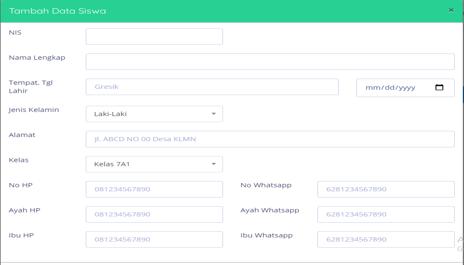 Tambah Data Siswa ×
NIS
Nama Lengkap
Tempat. Tgl Lahir Gresik mm/dd/yyyy
Jenis Kelamin Laki-Laki
Alamat Jl. ABCD NO 00 Desa KLMN
Kelas Kelas 7A1
No HP 081234567890 No Whatsapp 6281234567890
Ayah HP 081234567890 Ayah Whatsapp 6281234567890
Ibu HP 081234567890 Ibu Whatsapp 6281234567890